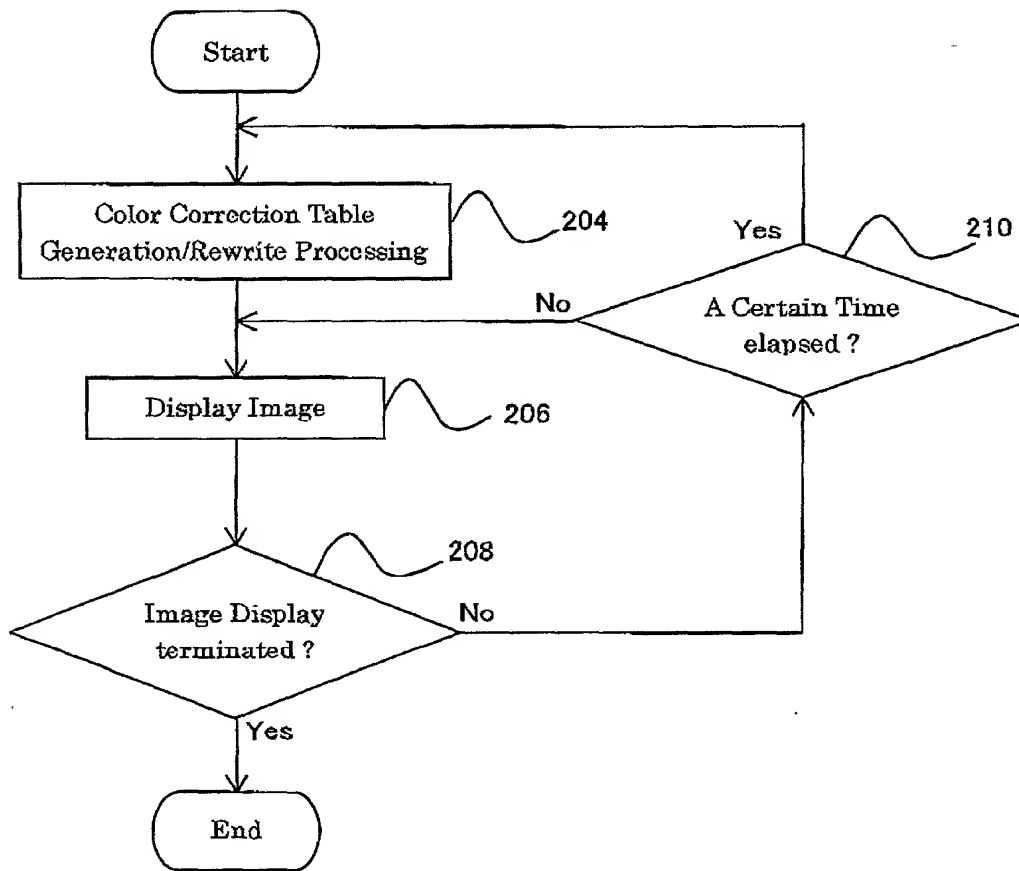 Start
Color Correction Table
Generation/Rewrite Processing
204
Yes
210
No
A Certain Time
elapsed ?
Display Image
206
208
Image Display
terminated ?
No
Yes
End